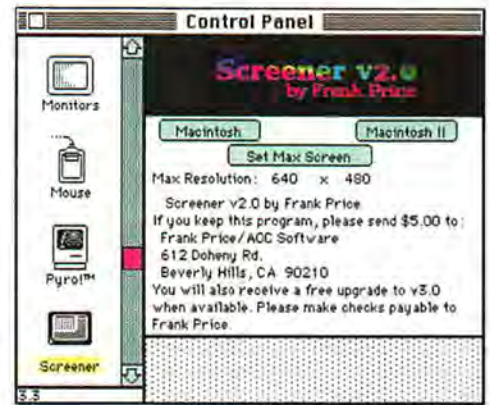 Control Panel
Monitors
Mouse
Pyro!™
Screener
3.3
Screener v2.0
by Frank Price
Macintosh
Macintosh II
Set Max Screen
Max Resolution: 640 x 480
Screener v2.0 by Frank Price
If you keep this program, please send $5.00 to:
Frank Price/AOC Software
612 Doheny Rd.
Beverly Hills, CA 90210
You will also receive a free upgrade to v3.0
when available. Please make checks payable to
Frank Price